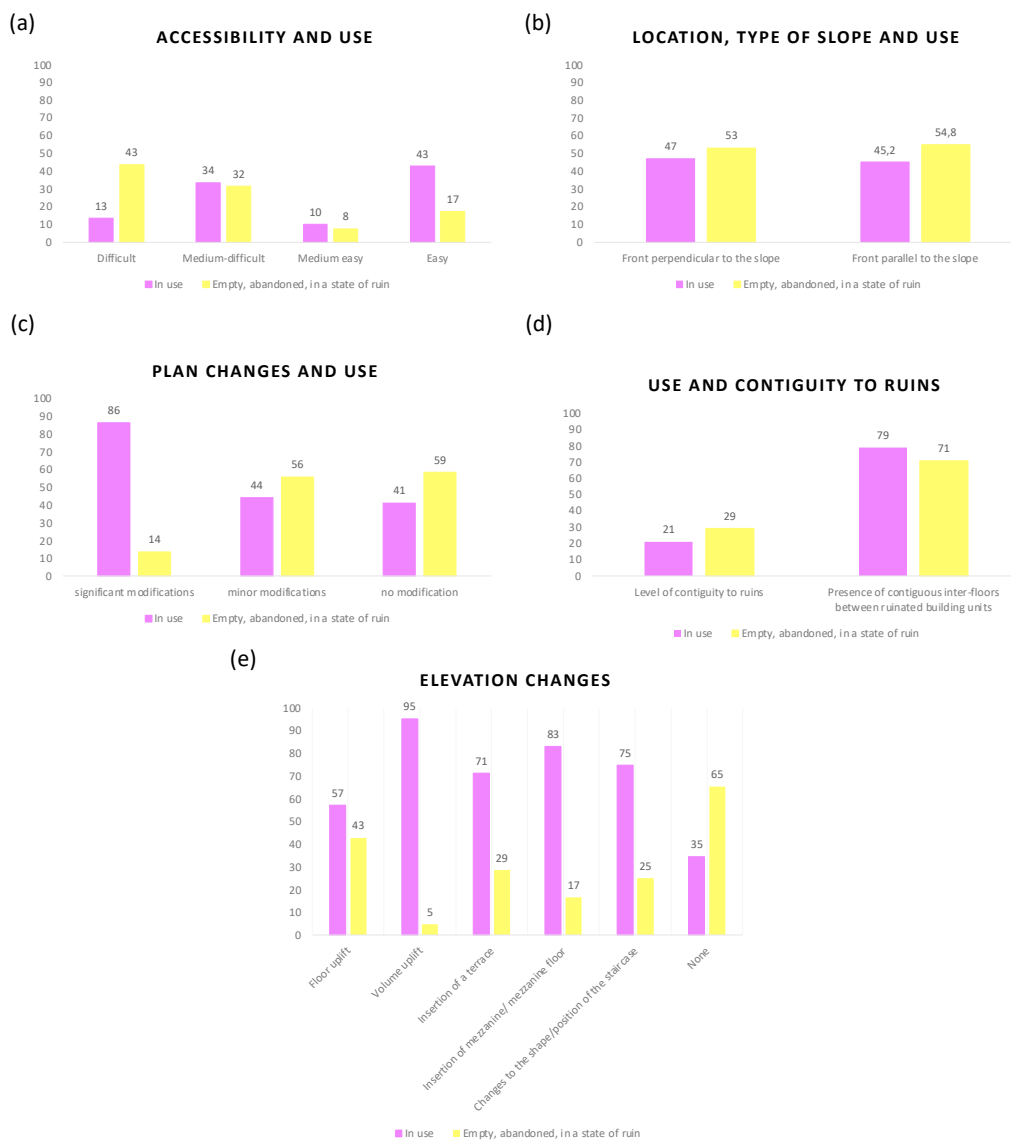 (a)
ACCESSIBILITY AND USE
100
90
80
70
60
50
40
30
20
10
0
13
43
34
32
10
8
43
17
Difficult
Medium-difficult
Medium easy
Easy
In use
Empty, abandoned, in a state of ruin
(b)
LOCATION, TYPE OF SLOPE AND USE
100
90
80
70
60
50
40
30
20
10
0
47
53
45,2
54,8
Front perpendicular to the slope
Front parallel to the slope
In use
Empty, abandoned, in a state of ruin
(c)
PLAN CHANGES AND USE
100
90
80
70
60
50
40
30
20
10
0
86
14
44
56
41
59
significant modifications
minor modifications
no modification
In use
Empty, abandoned, in a state of ruin
(d)
USE AND CONTIGUITY TO RUINS
100
90
80
70
60
50
40
30
20
10
0
21
29
79
71
Level of contiguity to ruins
Presence of contiguous inter-floors
between ruinated building units
In use
Empty, abandoned, in a state of ruin
(e)
ELEVATION CHANGES
100
90
80
70
60
50
40
30
20
10
0
57
43
95
5
71
29
83
17
75
25
35
65
Floor uplift
Volume uplift
Insertion of a terrace
Insertion of mezzanine/ mezzanine floor
Changes to the shape/position of the staircase
None
In use
Empty, abandoned, in a state of ruin